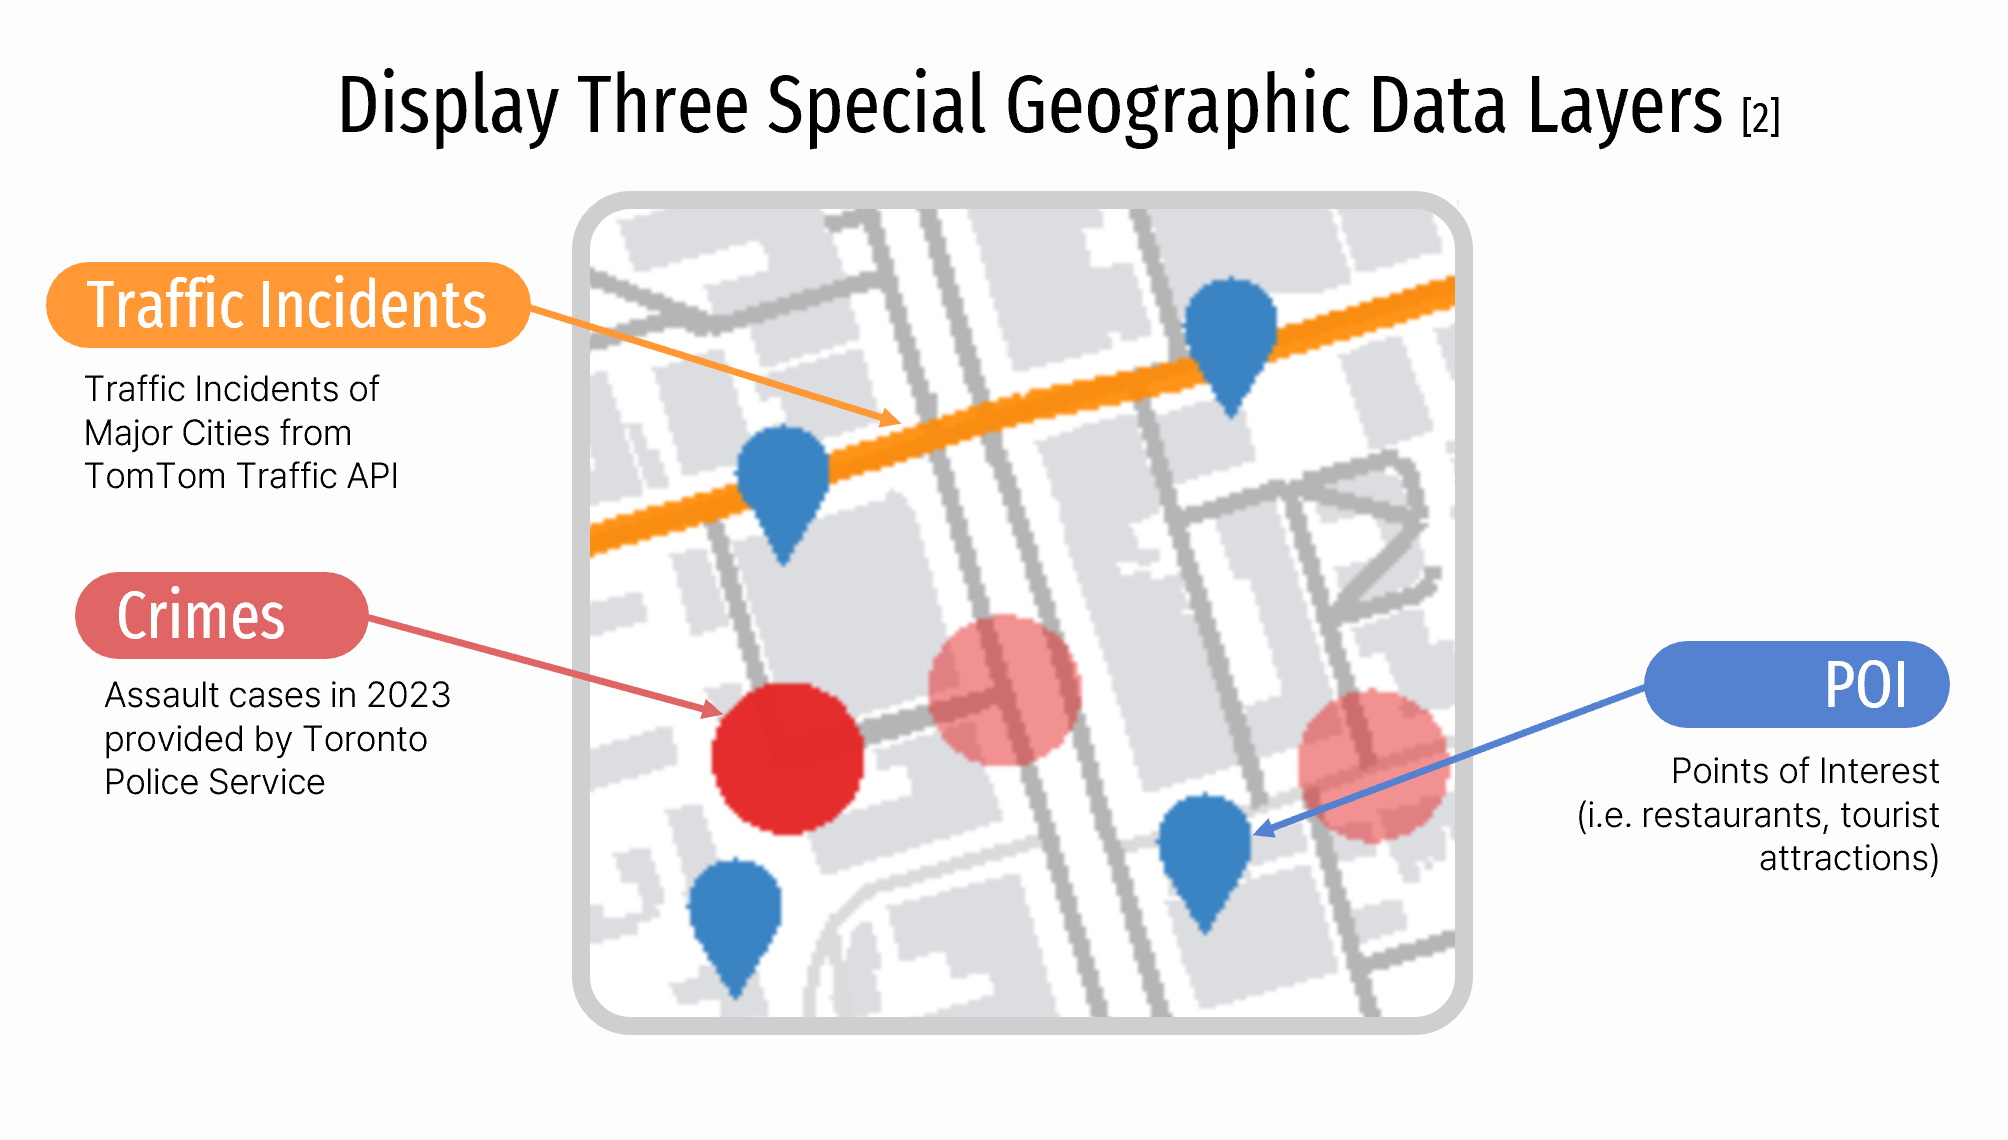 Display Three Special Geographic Data Layers [2]
Traffic Incidents
Traffic Incidents of
Major Cities from
TomTom Traffic API
Crimes
Assault cases in 2023
provided by Toronto
Police Service
POI
Points of Interest
(i.e. restaurants, tourist
attractions)